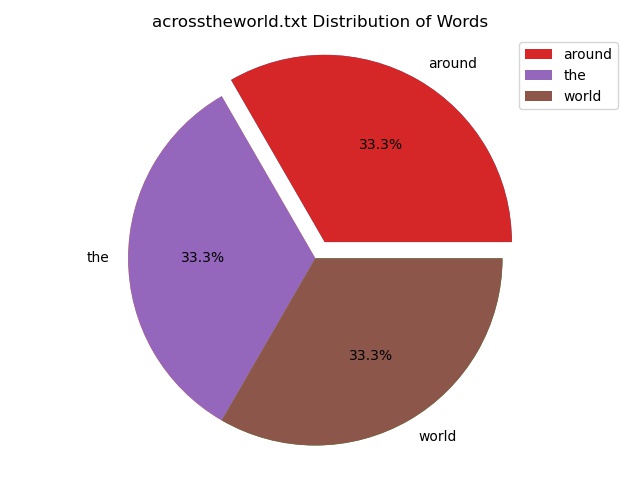 acrosstheworld.txt Distribution of Words
around
around
the
world
33.3%
the
33.3%
33.3%
world